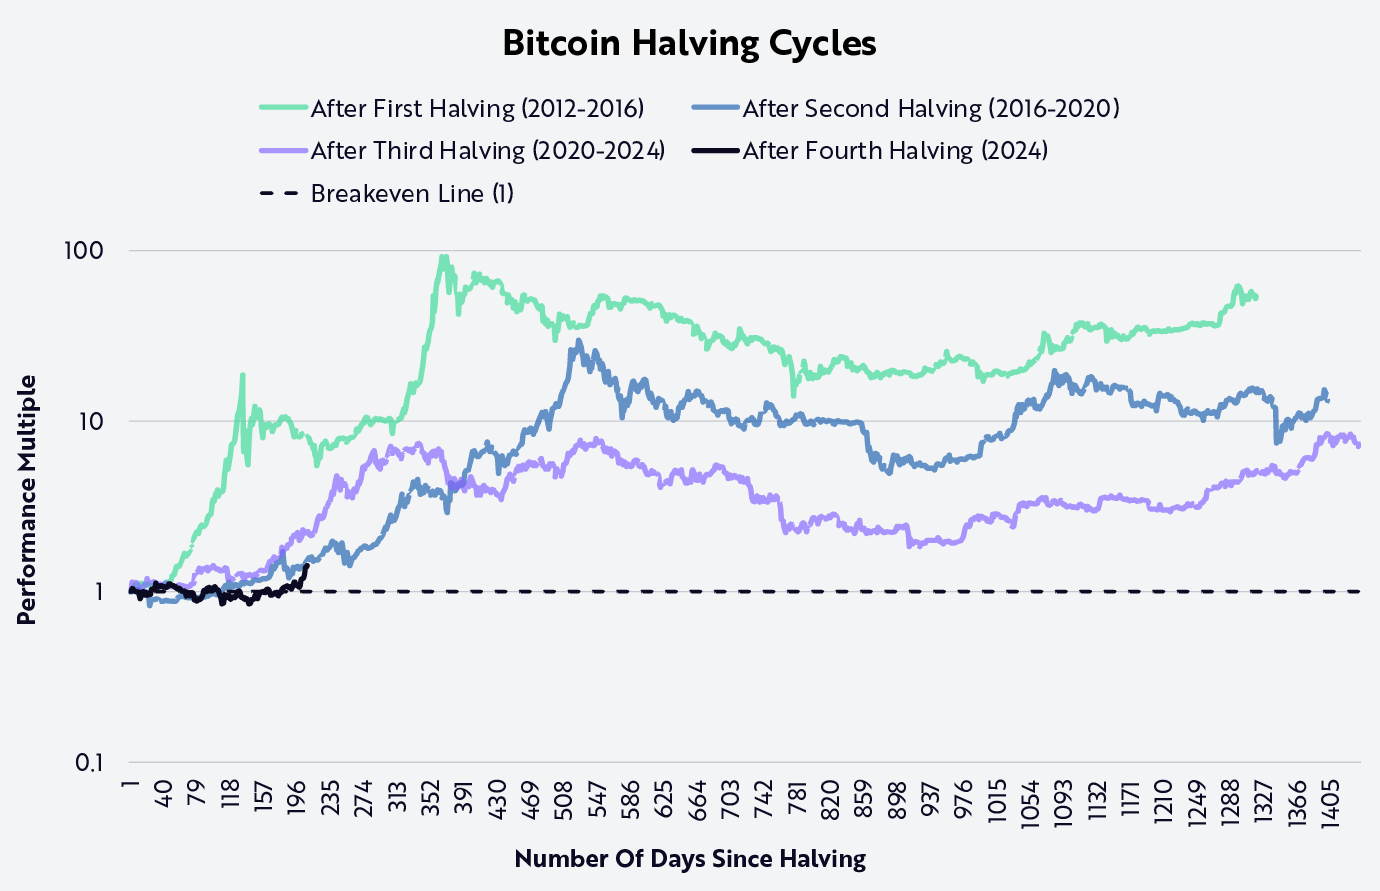 Bitcoin Halving Cycles
After First Halving (2012-2016)
After Second Halving (2016-2020)
After Third Halving (2020-2024)
After Fourth Halving (2024)
Breakeven Line (1)
Performance Multiple
100
10
1
0.1
1 40 79 118 157 196 235 274 313 352 391 430 469 508 547 586 625 664 703 742 781 820 859 898 937 976 1015 1054 1093 1132 1171 1210 1249 1288 1327 1366 1405
Number Of Days Since Halving